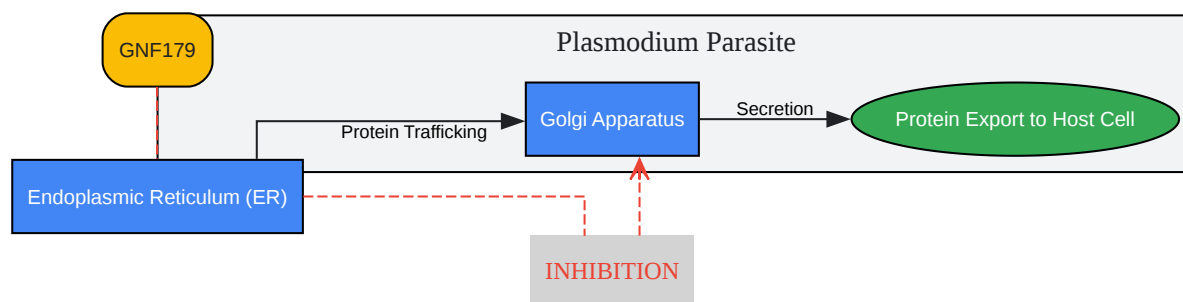 GNF179
Plasmodium Parasite
Protein Trafficking
Golgi Apparatus
Secretion
Protein Export to Host Cell
Endoplasmic Reticulum (ER)
INHIBITION